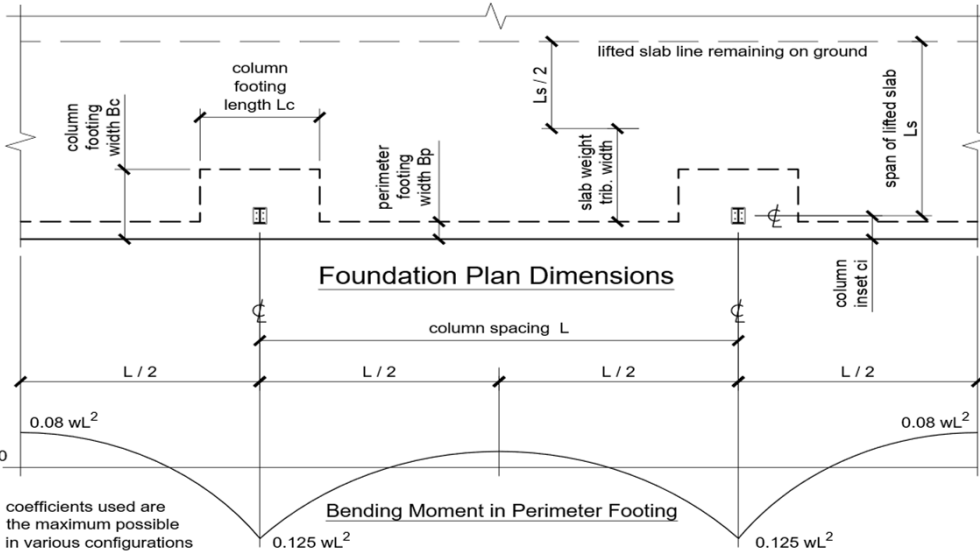 lifted slab line remaining on ground
column
footing
length Lc
column
footing
width Bc
perimeter
footing
width Bp
Ls / 2
slab weight
trib. width
span of lifted slab
Ls
℄
column
inset ci
Foundation Plan Dimensions
℄
℄
column spacing L
L / 2
L / 2
L / 2
L / 2
0.08 wL²
0.08 wL²
0
coefficients used are
the maximum possible
in various configurations
Bending Moment in Perimeter Footing
0.125 wL²
0.125 wL²